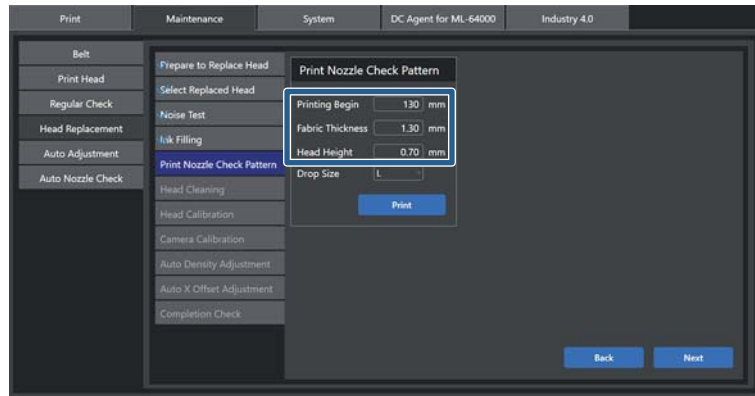 Print Maintenance System DC Agent for ML-64000 Industry 4.0
Belt
Print Head
Regular Check
Head Replacement
Auto Adjustment
Auto Nozzle Check
Prepare to Replace Head
Select Replaced Head
Noise Test
Ink Filling
Print Nozzle Check Pattern
Head Cleaning
Head Calibration
Camera Calibration
Auto Density Adjustment
Auto X Offset Adjustment
Completion Check
Print Nozzle Check Pattern
Printing Begin 130 mm
Fabric Thickness 1.30 mm
Head Height 0.70 mm
Drop Size L
Print
Back Next